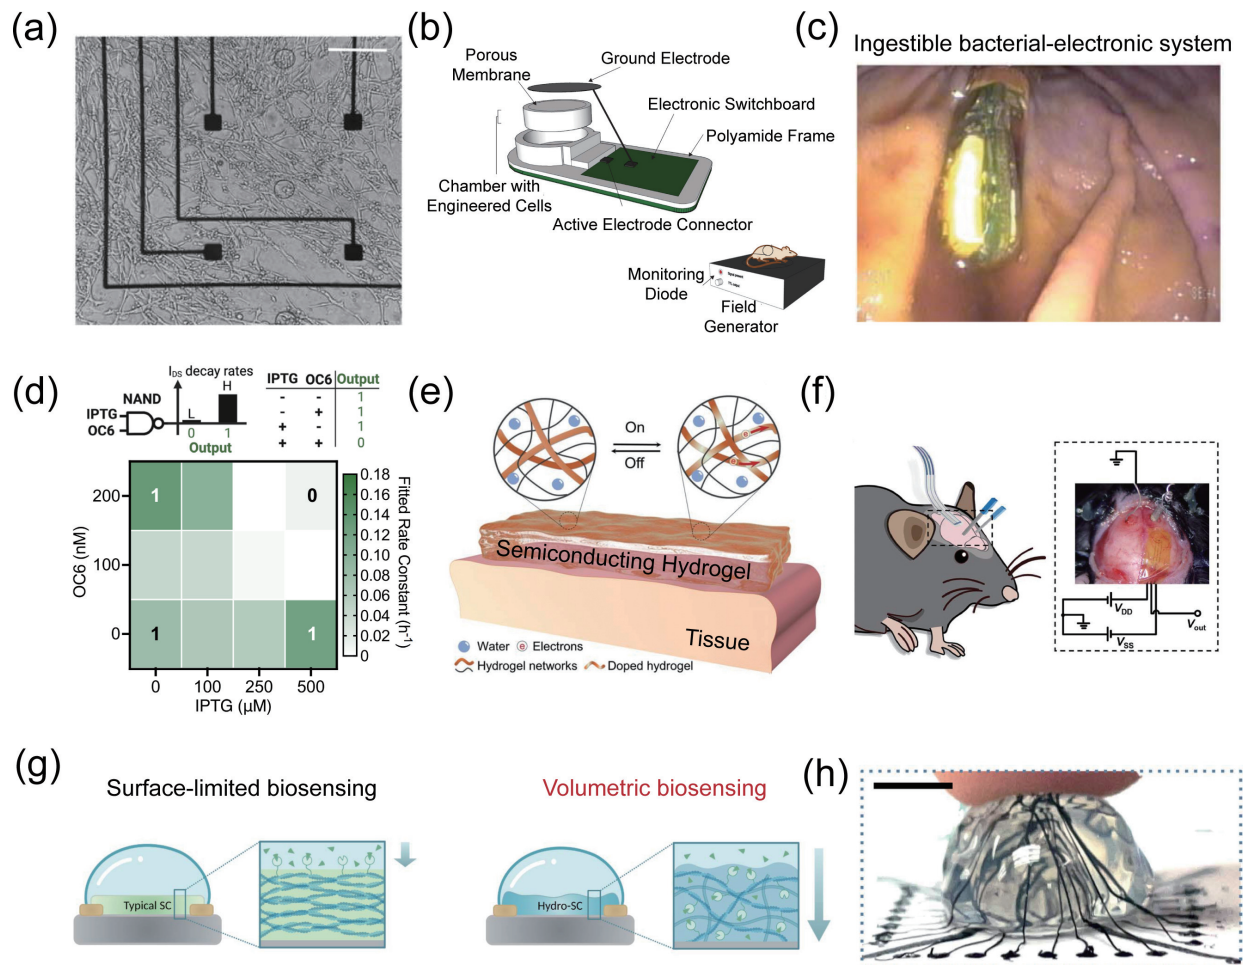 (a)
(b)
Porous
Membrane
Ground Electrode
Electronic Switchboard
Polyamide Frame
Chamber with
Engineered Cells
Active Electrode Connector
Monitoring
Diode
Field
Generator
(c)
Ingestible bacterial-electronic system
(d)
NAND
IPTG
OC6
IDS decay rates
L
H
0
1
Output
IPTG OC6 Output
- - 1
- + 1
+ - 1
+ + 0
OC6 (nM)
200
100
0
1
0
1
1
0
100
250
500
IPTG (µM)
0.18
0.16
0.14
0.12
0.10
0.08
0.06
0.04
0.02
0
Fitted Rate Constant (h⁻¹)
(e)
On
Off
e
e
Semiconducting Hydrogel
Tissue
Water
e Electrons
Hydrogel networks
Doped hydrogel
(f)
VDD
VSS
Vout
(g)
Surface-limited biosensing
Typical SC
Volumetric biosensing
Hydro-SC
(h)